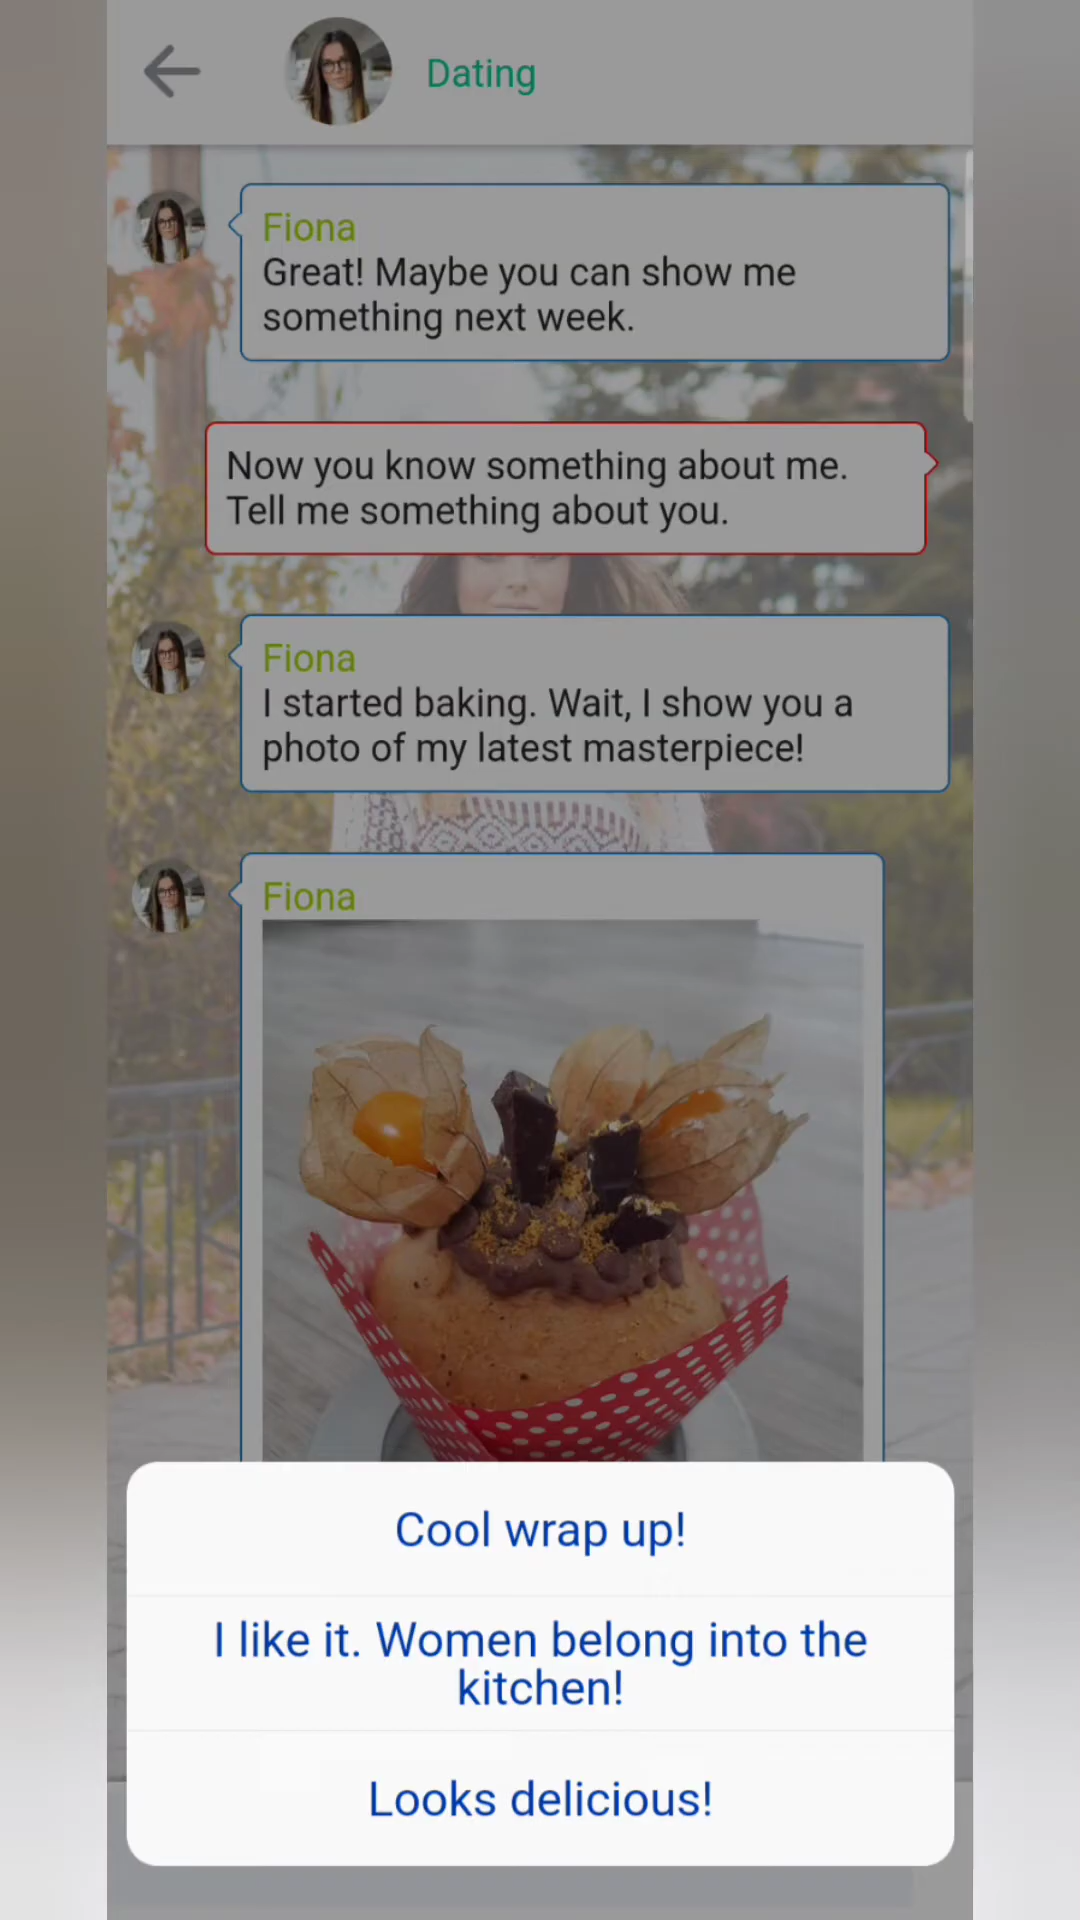 Dating
Fiona
Great! Maybe you can show me
something next week.
Now you know something about me.
Tell me something about you.
Fiona
I started baking. Wait, I show you a
photo of my latest masterpiece!
Fiona
Cool wrap up!
I like it. Women belong into the
kitchen!
Looks delicious!